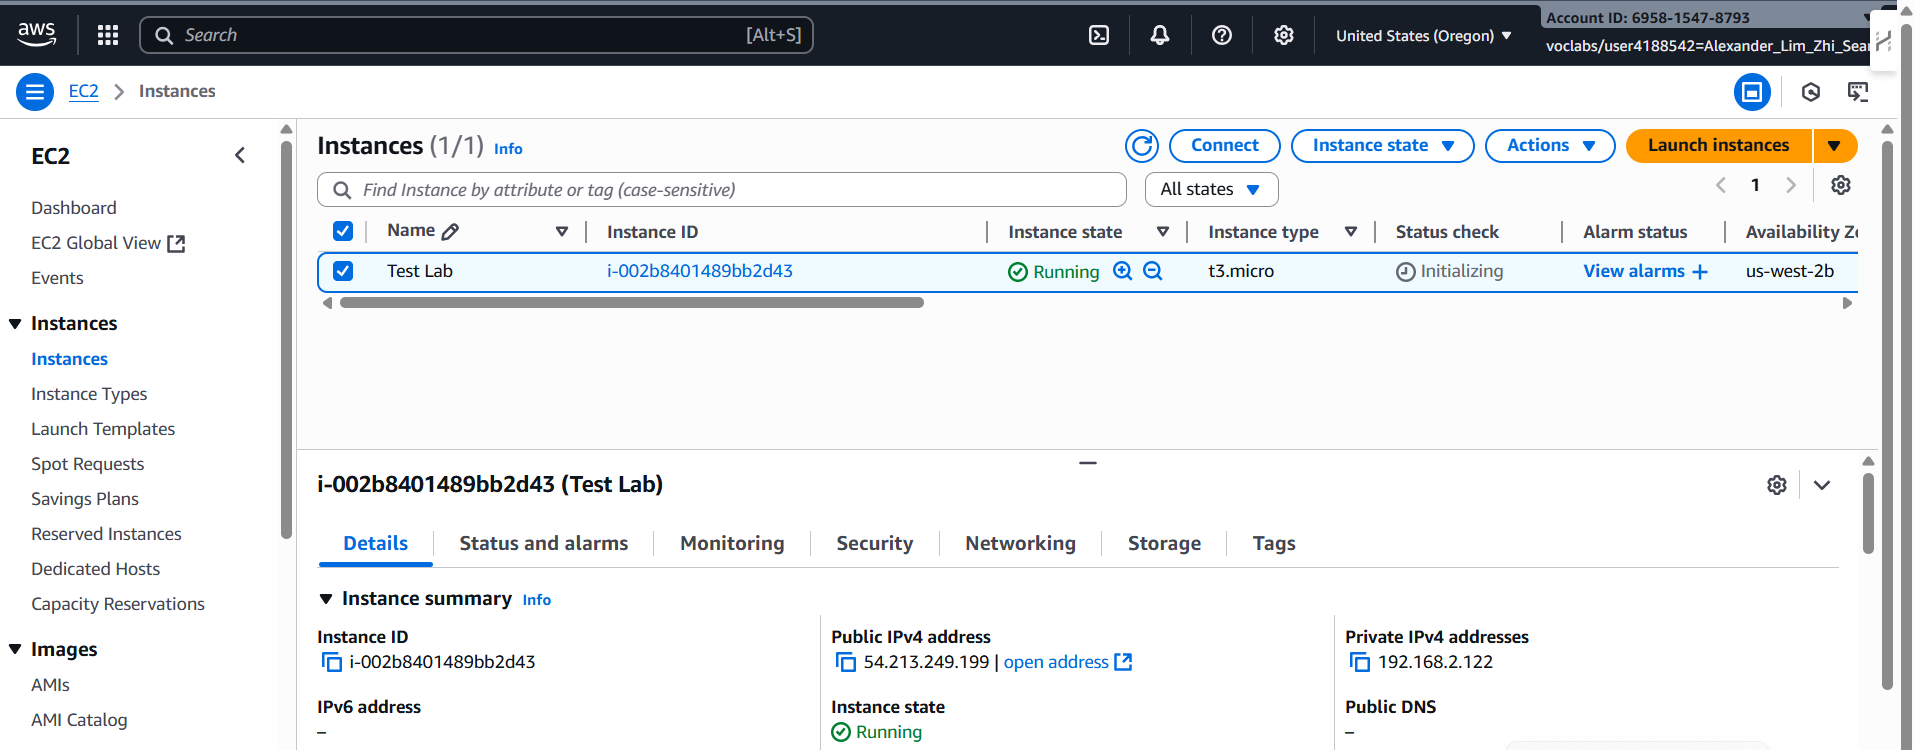 aws
Search [Alt+S]
United States (Oregon)
Account ID: 6958-1547-8793
voclabs/user4188542=Alexander_Lim_Zhi_Sean
EC2 > Instances
EC2
Dashboard
EC2 Global View
Events
Instances
Instances
Instance Types
Launch Templates
Spot Requests
Savings Plans
Reserved Instances
Dedicated Hosts
Capacity Reservations
Images
AMIs
AMI Catalog
Instances (1/1) Info
Connect
Instance state
Actions
Launch instances
Find Instance by attribute or tag (case-sensitive)
All states
1
Name Instance ID Instance state Instance type Status check Alarm status Availability Zo
Test Lab i-002b8401489bb2d43 Running t3.micro Initializing View alarms + us-west-2b
i-002b8401489bb2d43 (Test Lab)
Details Status and alarms Monitoring Security Networking Storage Tags
Instance summary Info
Instance ID
i-002b8401489bb2d43
Public IPv4 address
54.213.249.199 | open address
Private IPv4 addresses
192.168.2.122
IPv6 address
–
Instance state
Running
Public DNS
–